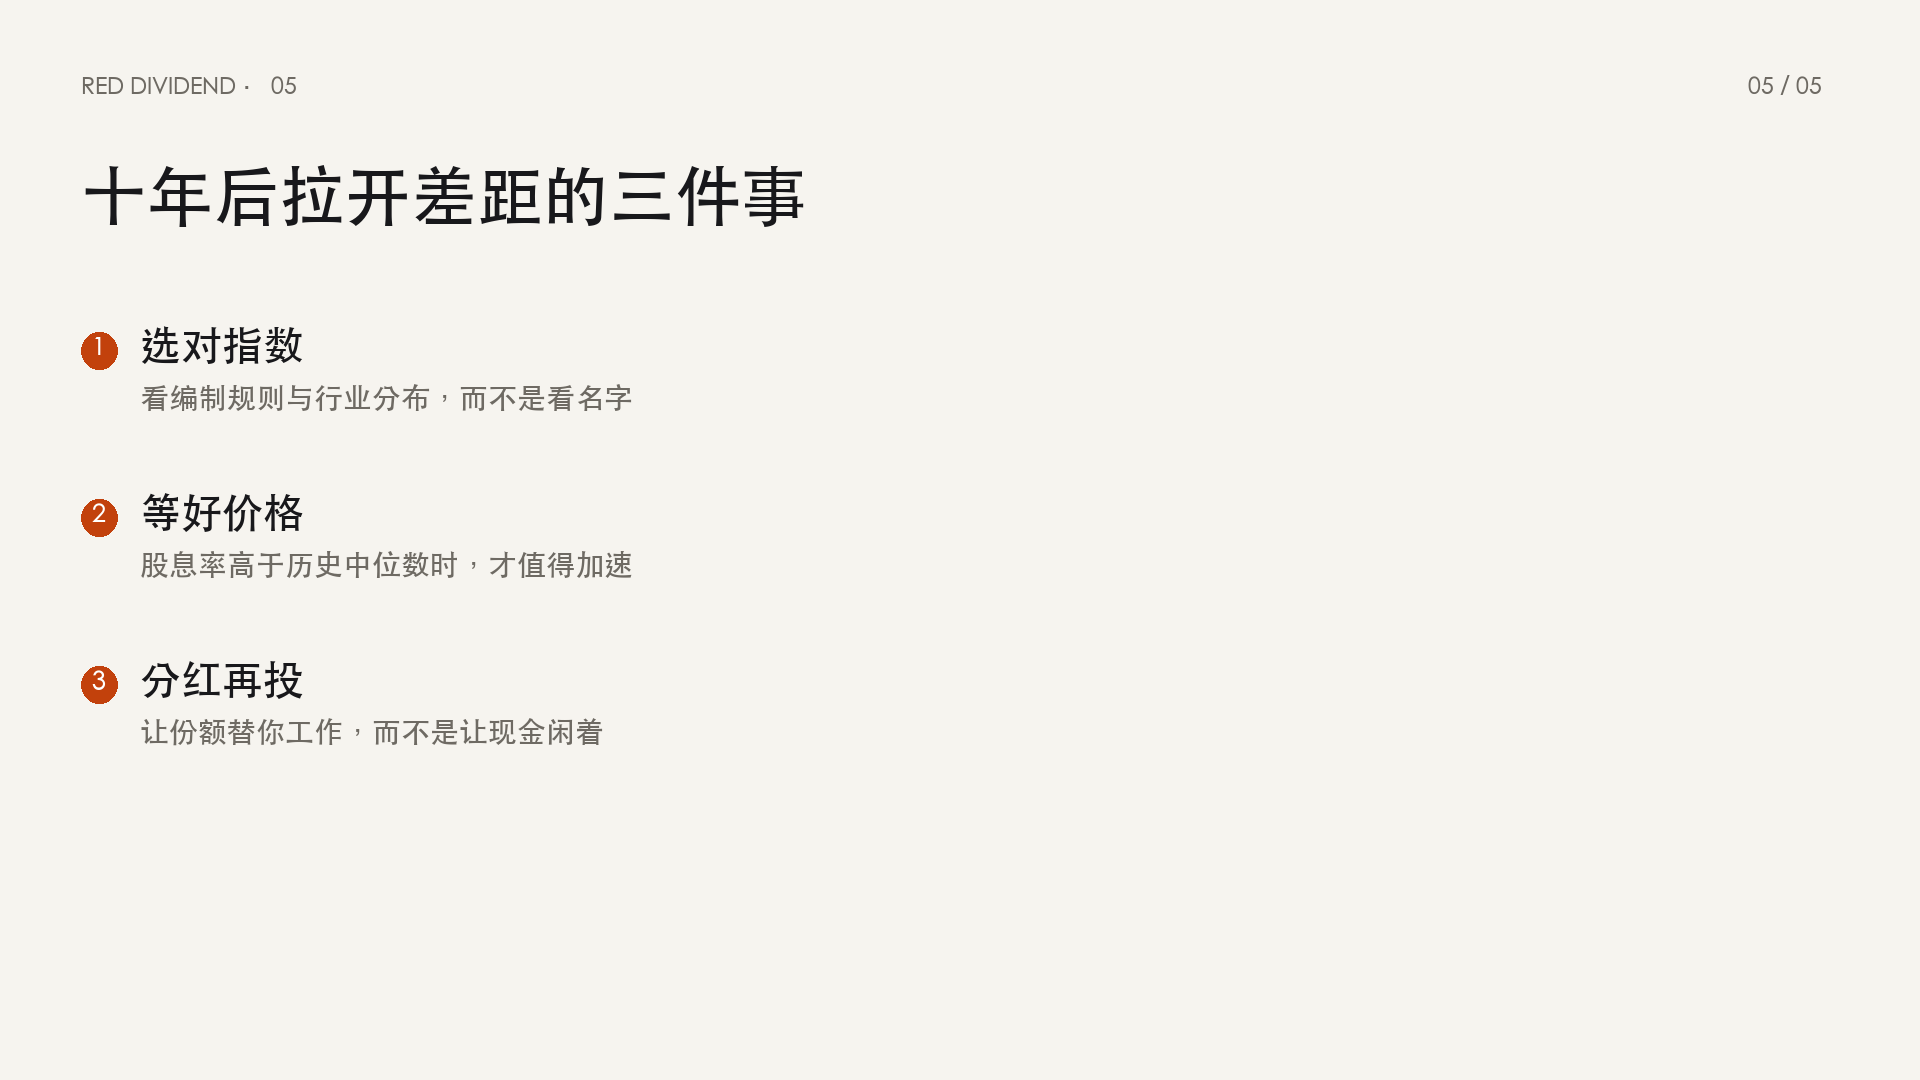 RED DIVIDEND · 05
05 / 05
十年后拉开差距的三件事
1 选对指数
看编制规则与行业分布，而不是看名字
2 等好价格
股息率高于历史中位数时，才值得加速
3 分红再投
让份额替你工作，而不是让现金闲着